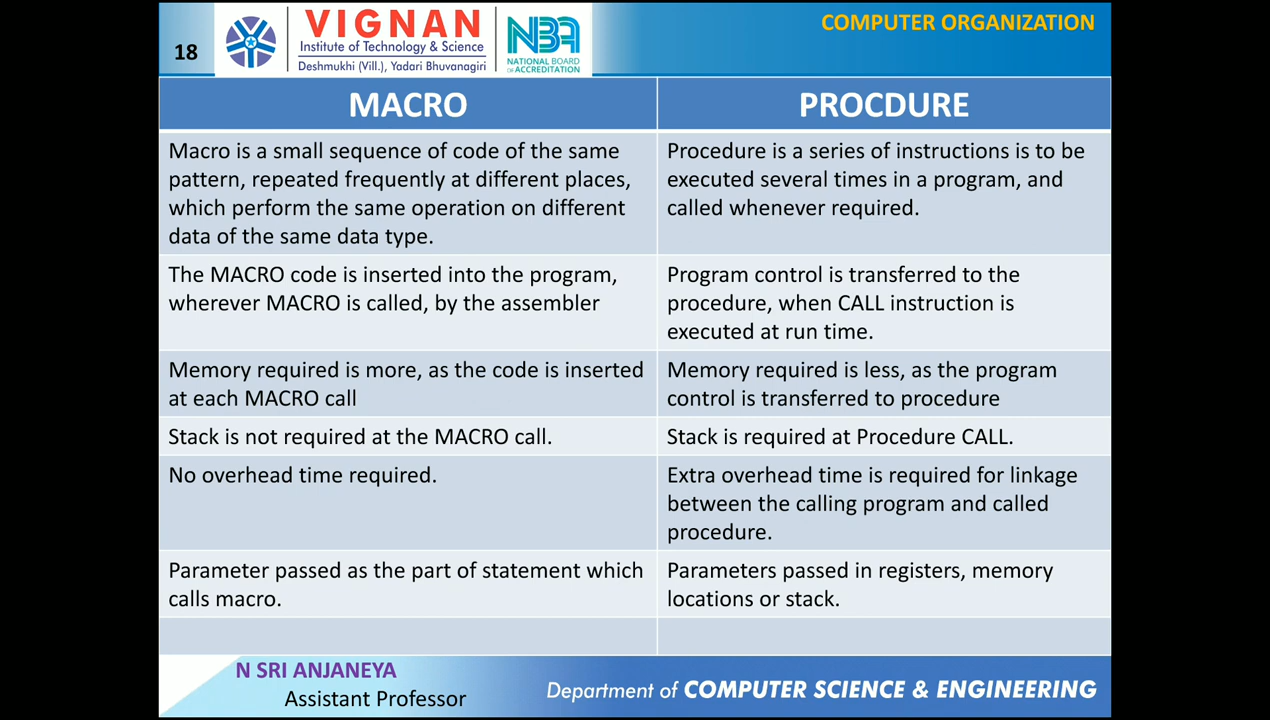 18
VIGNAN
Institute of Technology & Science
Deshmukhi (Vill.), Yadari Bhuvanagiri
NBA
NATIONAL BOARD
OF ACCREDITATION
COMPUTER ORGANIZATION
MACRO
PROCDURE
Macro is a small sequence of code of the same
pattern, repeated frequently at different places,
which perform the same operation on different
data of the same data type.
Procedure is a series of instructions is to be
executed several times in a program, and
called whenever required.
The MACRO code is inserted into the program,
wherever MACRO is called, by the assembler
Program control is transferred to the
procedure, when CALL instruction is
executed at run time.
Memory required is more, as the code is inserted
at each MACRO call
Memory required is less, as the program
control is transferred to procedure
Stack is not required at the MACRO call.
Stack is required at Procedure CALL.
No overhead time required.
Extra overhead time is required for linkage
between the calling program and called
procedure.
Parameter passed as the part of statement which
calls macro.
Parameters passed in registers, memory
locations or stack.
N SRI ANJANEYA
Assistant Professor
Department of COMPUTER SCIENCE & ENGINEERING